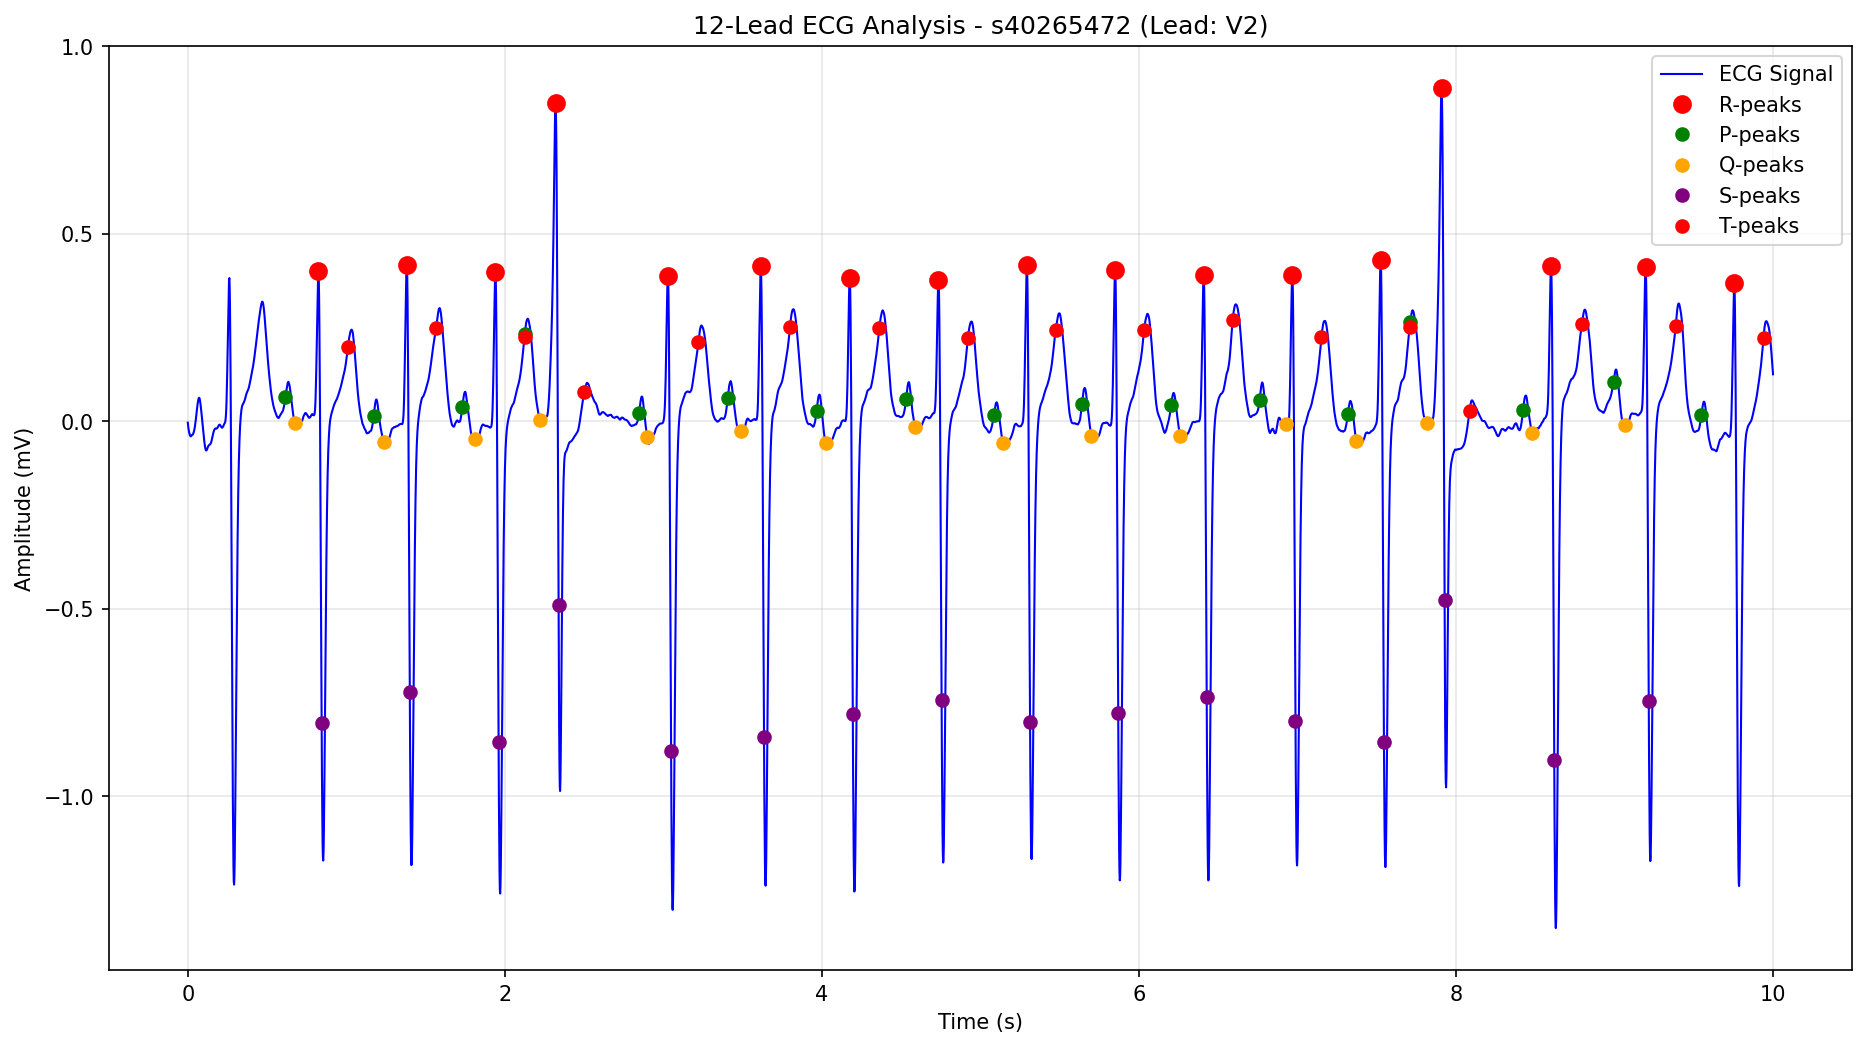 12-Lead ECG Analysis - s40265472 (Lead: V2)
1.0
0.5
0.0
−0.5
−1.0
Amplitude (mV)
ECG Signal
R-peaks
P-peaks
Q-peaks
S-peaks
T-peaks
0 2 4 6 8 10
Time (s)